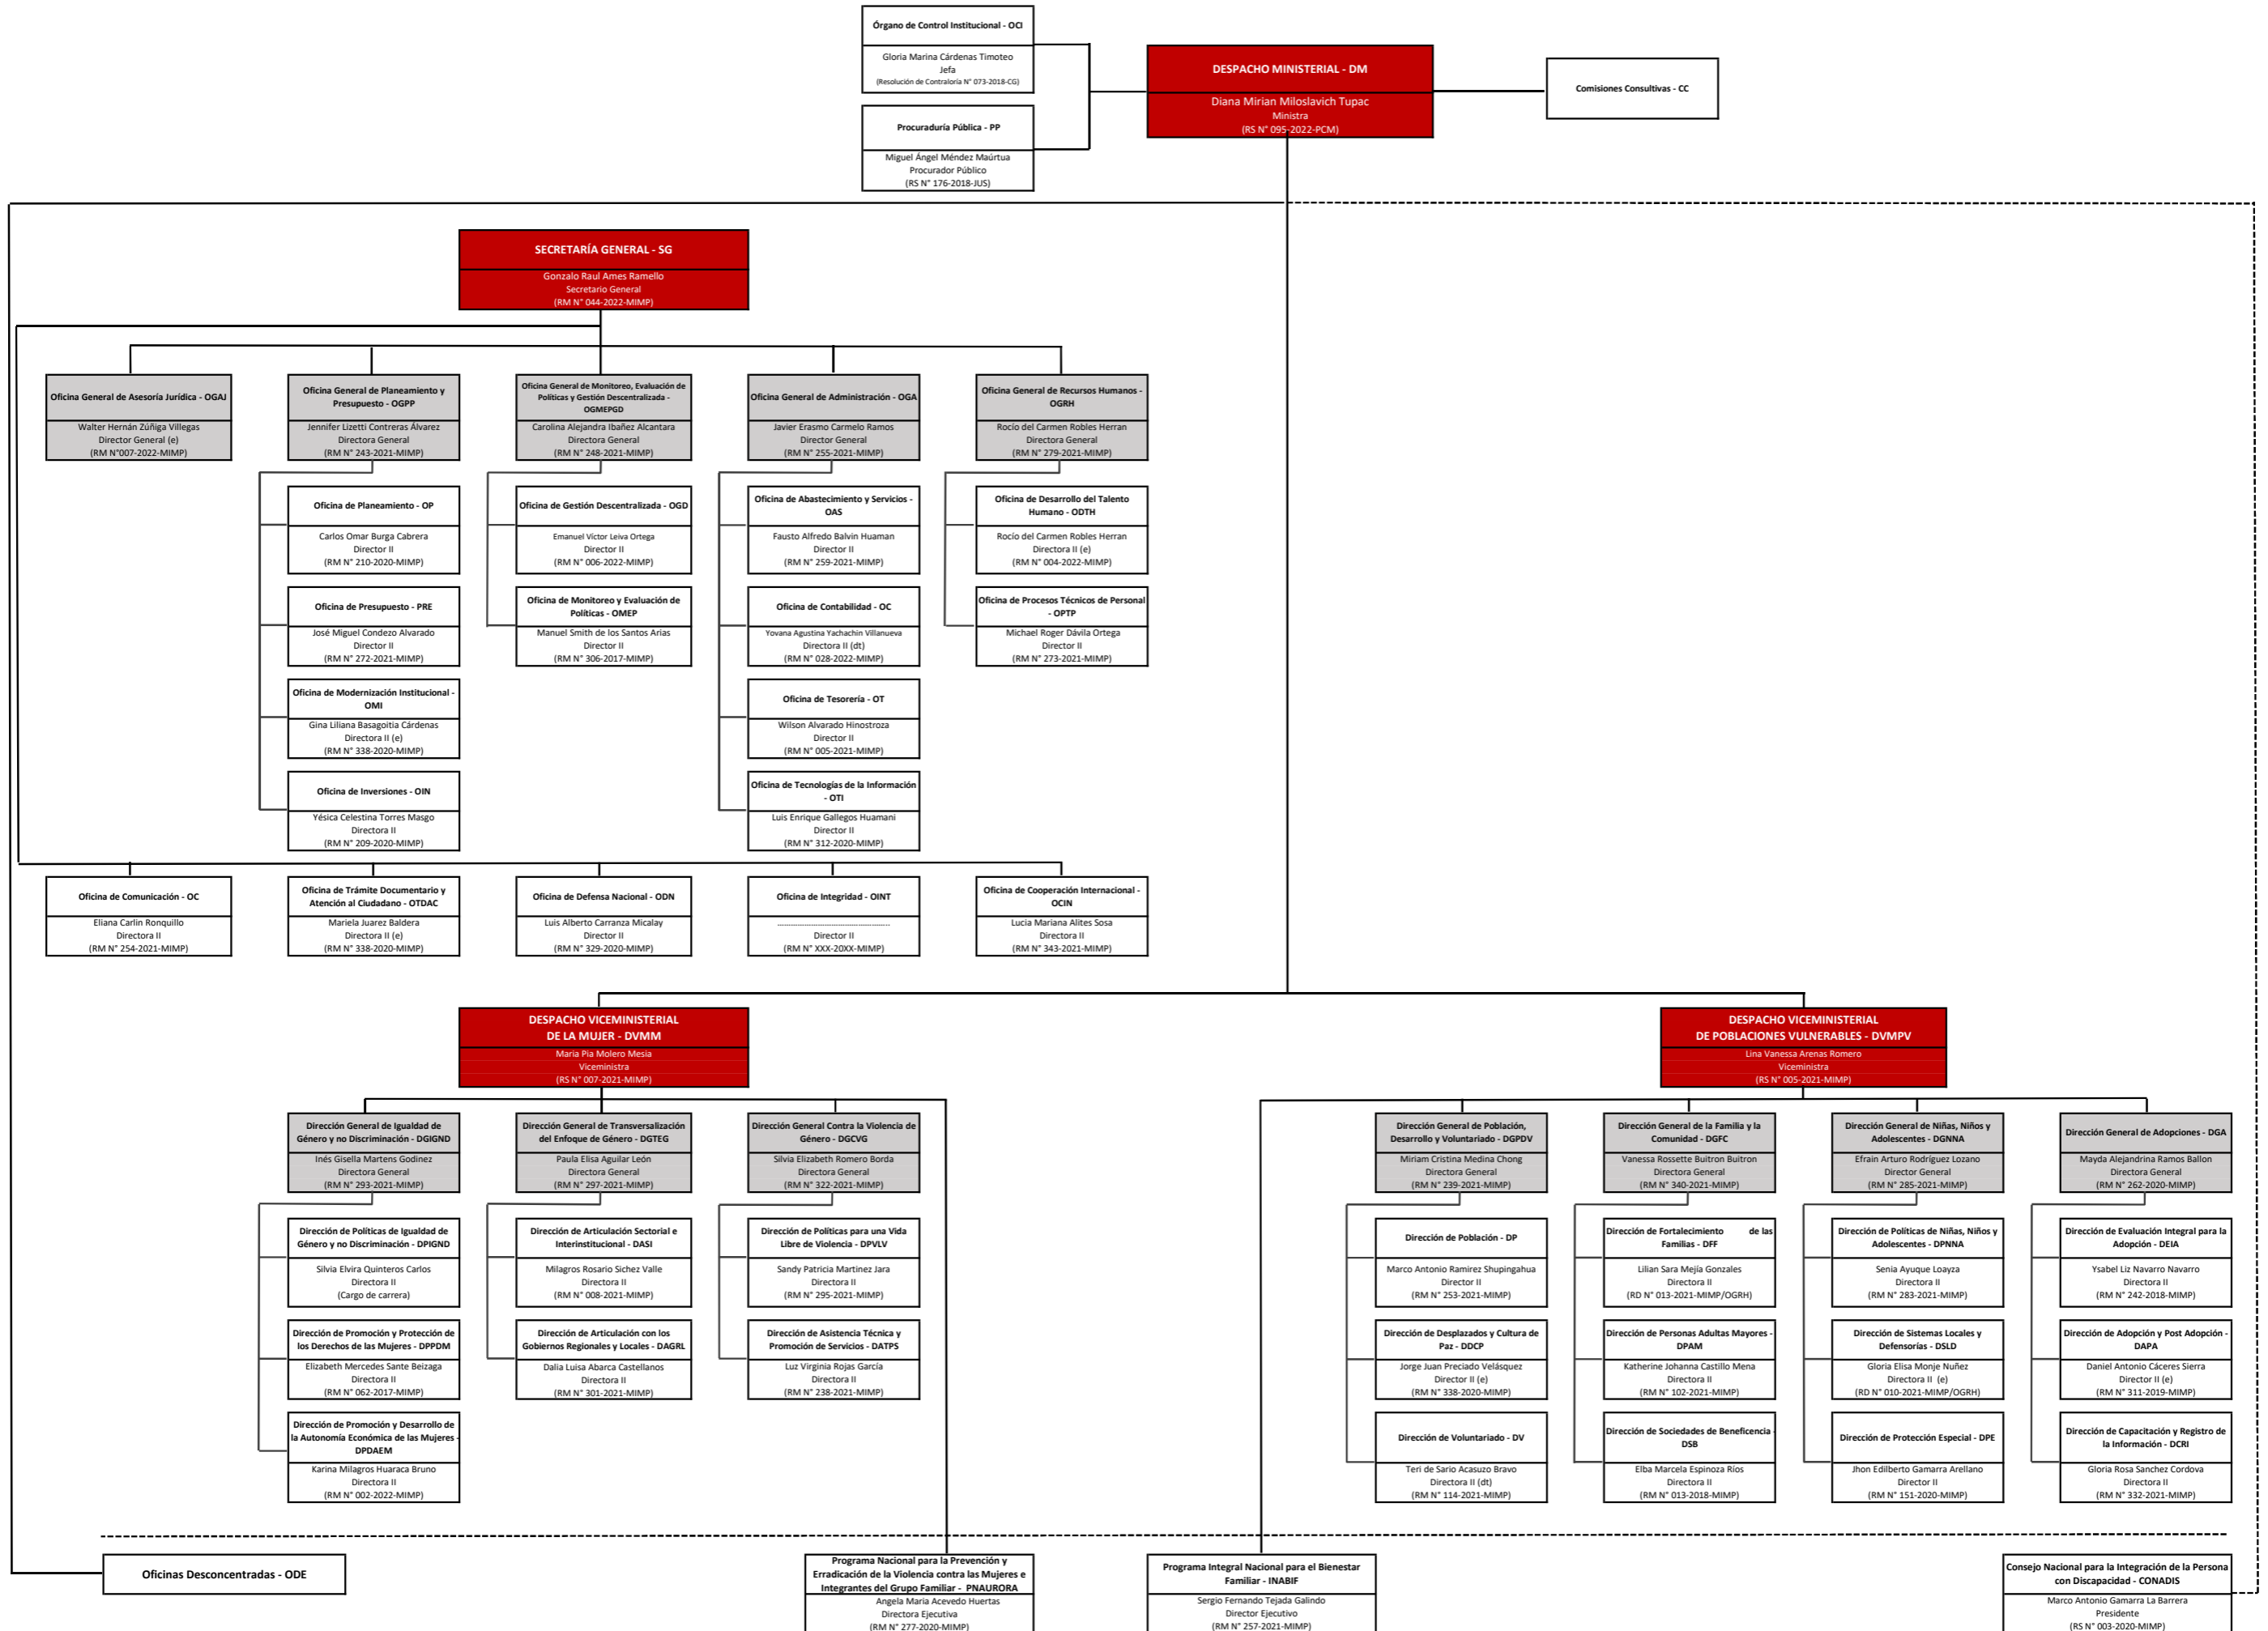 Órgano de Control Institucional - OCI
Gloria Marina Cárdenas Timoteo
Jefa
(Resolución de Contraloría N° 073-2018-CG)
DESPACHO MINISTERIAL - DM
Diana Mirian Miloslavich Tupac
Ministra
(RS N° 095-2022-PCM)
Comisiones Consultivas - CC
Procuraduría Pública - PP
Miguel Ángel Méndez Maúrtua
Procurador Público
(RS N° 176-2018-JUS)
SECRETARÍA GENERAL - SG
Gonzalo Raul Ames Ramello
Secretario General
(RM N° 044-2022-MIMP)
Oficina General de Asesoría Jurídica - OGAJ
Walter Hernán Zúñiga Villegas
Director General (e)
(RM N°007-2022-MIMP)
Oficina General de Planeamiento y
Presupuesto - OGPP
Jennifer Lizetti Contreras Álvarez
Directora General
(RM N° 243-2021-MIMP)
Oficina General de Monitoreo, Evaluación de
Políticas y Gestión Descentralizada -
OGMEPGD
Carolina Alejandra Ibañez Alcantara
Directora General
(RM N° 248-2021-MIMP)
Oficina General de Administración - OGA
Javier Erasmo Carmelo Ramos
Director General
(RM N° 255-2021-MIMP)
Oficina General de Recursos Humanos -
OGRH
Rocío del Carmen Robles Herran
Directora General
(RM N° 279-2021-MIMP)
Oficina de Planeamiento - OP
Carlos Omar Burga Cabrera
Director II
(RM N° 210-2020-MIMP)
Oficina de Gestión Descentralizada - OGD
Emanuel Víctor Leiva Ortega
Director II
(RM N° 006-2022-MIMP)
Oficina de Abastecimiento y Servicios -
OAS
Fausto Alfredo Balvin Huaman
Director II
(RM N° 259-2021-MIMP)
Oficina de Desarrollo del Talento
Humano - ODTH
Rocío del Carmen Robles Herran
Directora II (e)
(RM N° 004-2022-MIMP)
Oficina de Presupuesto - PRE
José Miguel Condezo Alvarado
Director II
(RM N° 272-2021-MIMP)
Oficina de Monitoreo y Evaluación de
Políticas - OMEP
Manuel Smith de los Santos Arias
Director II
(RM N° 306-2017-MIMP)
Oficina de Contabilidad - OC
Yovana Agustina Yachachin Villanueva
Directora II (dt)
(RM N° 028-2022-MIMP)
Oficina de Procesos Técnicos de Personal
- OPTP
Michael Roger Dávila Ortega
Director II
(RM N° 273-2021-MIMP)
Oficina de Modernización Institucional -
OMI
Gina Liliana Basagoitia Cárdenas
Directora II (e)
(RM N° 338-2020-MIMP)
Oficina de Tesorería - OT
Wilson Alvarado Hinostroza
Director II
(RM N° 005-2021-MIMP)
Oficina de Inversiones - OIN
Yésica Celestina Torres Masgo
Directora II
(RM N° 209-2020-MIMP)
Oficina de Tecnologías de la Información
- OTI
Luis Enrique Gallegos Huamani
Director II
(RM N° 312-2020-MIMP)
Oficina de Comunicación - OC
Eliana Carlin Ronquillo
Directora II
(RM N° 254-2021-MIMP)
Oficina de Trámite Documentario y
Atención al Ciudadano - OTDAC
Mariela Juarez Baldera
Directora II (e)
(RM N° 338-2020-MIMP)
Oficina de Defensa Nacional - ODN
Luis Alberto Carranza Micalay
Director II
(RM N° 329-2020-MIMP)
Oficina de Integridad - OINT
................................................
Director II
(RM N° XXX-20XX-MIMP)
Oficina de Cooperación Internacional -
OCIN
Lucia Mariana Alites Sosa
Directora II
(RM N° 343-2021-MIMP)
DESPACHO VICEMINISTERIAL
DE LA MUJER - DVMM
Maria Pia Molero Mesia
Viceministra
(RS N° 007-2021-MIMP)
DESPACHO VICEMINISTERIAL
DE POBLACIONES VULNERABLES - DVMPV
Lina Vanessa Arenas Romero
Viceministra
(RS N° 005-2021-MIMP)
Dirección General de Igualdad de
Género y no Discriminación - DGIGND
Inés Gisella Martens Godinez
Directora General
(RM N° 293-2021-MIMP)
Dirección General de Transversalización
del Enfoque de Género - DGTEG
Paula Elisa Aguilar León
Directora General
(RM N° 297-2021-MIMP)
Dirección General Contra la Violencia de
Género - DGCVG
Silvia Elizabeth Romero Borda
Directora General
(RM N° 322-2021-MIMP)
Dirección General de Población,
Desarrollo y Voluntariado - DGPDV
Miriam Cristina Medina Chong
Directora General
(RM N° 239-2021-MIMP)
Dirección General de la Familia y la
Comunidad - DGFC
Vanessa Rossette Buitron Buitron
Directora General
(RM N° 340-2021-MIMP)
Dirección General de Niñas, Niños y
Adolescentes - DGNNA
Efrain Arturo Rodríguez Lozano
Director General
(RM N° 285-2021-MIMP)
Dirección General de Adopciones - DGA
Mayda Alejandrina Ramos Ballon
Directora General
(RM N° 262-2020-MIMP)
Dirección de Políticas de Igualdad de
Género y no Discriminación - DPIGND
Silvia Elvira Quinteros Carlos
Directora II
(Cargo de carrera)
Dirección de Articulación Sectorial e
Interinstitucional - DASI
Milagros Rosario Sichez Valle
Directora II
(RM N° 008-2021-MIMP)
Dirección de Políticas para una Vida
Libre de Violencia - DPVLV
Sandy Patricia Martinez Jara
Directora II
(RM N° 295-2021-MIMP)
Dirección de Población - DP
Marco Antonio Ramirez Shupingahua
Director II
(RM N° 253-2021-MIMP)
Dirección de Fortalecimiento de las
Familias - DFF
Lilian Sara Mejía Gonzales
Directora II
(RD N° 013-2021-MIMP/OGRH)
Dirección de Políticas de Niñas, Niños y
Adolescentes - DPNNA
Senia Ayuque Loayza
Directora II
(RM N° 283-2021-MIMP)
Dirección de Evaluación Integral para la
Adopción - DEIA
Ysabel Liz Navarro Navarro
Directora II
(RM N° 242-2018-MIMP)
Dirección de Promoción y Protección de
los Derechos de las Mujeres - DPPDM
Elizabeth Mercedes Sante Beizaga
Directora II
(RM N° 062-2017-MIMP)
Dirección de Articulación con los
Gobiernos Regionales y Locales - DAGRL
Dalia Luisa Abarca Castellanos
Directora II
(RM N° 301-2021-MIMP)
Dirección de Asistencia Técnica y
Promoción de Servicios - DATPS
Luz Virginia Rojas García
Directora II
(RM N° 238-2021-MIMP)
Dirección de Desplazados y Cultura de
Paz - DDCP
Jorge Juan Preciado Velásquez
Director II (e)
(RM N° 338-2020-MIMP)
Dirección de Personas Adultas Mayores -
DPAM
Katherine Johanna Castillo Mena
Directora II
(RM N° 102-2021-MIMP)
Dirección de Sistemas Locales y
Defensorías - DSLD
Gloria Elisa Monje Nuñez
Directora II (e)
(RD N° 010-2021-MIMP/OGRH)
Dirección de Adopción y Post Adopción -
DAPA
Daniel Antonio Cáceres Sierra
Director II (e)
(RM N° 311-2019-MIMP)
Dirección de Promoción y Desarrollo de
la Autonomía Económica de las Mujeres -
DPDAEM
Karina Milagros Huaraca Bruno
Directora II
(RM N° 002-2022-MIMP)
Dirección de Voluntariado - DV
Teri de Sario Acasuzo Bravo
Directora II (dt)
(RM N° 114-2021-MIMP)
Dirección de Sociedades de Beneficencia -
DSB
Elba Marcela Espinoza Ríos
Directora II
(RM N° 013-2018-MIMP)
Dirección de Protección Especial - DPE
Jhon Edilberto Gamarra Arellano
Director II
(RM N° 151-2020-MIMP)
Dirección de Capacitación y Registro de
la Información - DCRI
Gloria Rosa Sanchez Cordova
Directora II
(RM N° 332-2021-MIMP)
Oficinas Desconcentradas - ODE
Programa Nacional para la Prevención y
Erradicación de la Violencia contra las Mujeres e
Integrantes del Grupo Familiar - PNAURORA
Angela Maria Acevedo Huertas
Directora Ejecutiva
(RM N° 277-2020-MIMP)
Programa Integral Nacional para el Bienestar
Familiar - INABIF
Sergio Fernando Tejada Galindo
Director Ejecutivo
(RM N° 257-2021-MIMP)
Consejo Nacional para la Integración de la Persona
con Discapacidad - CONADIS
Marco Antonio Gamarra La Barrera
Presidente
(RS N° 003-2020-MIMP)